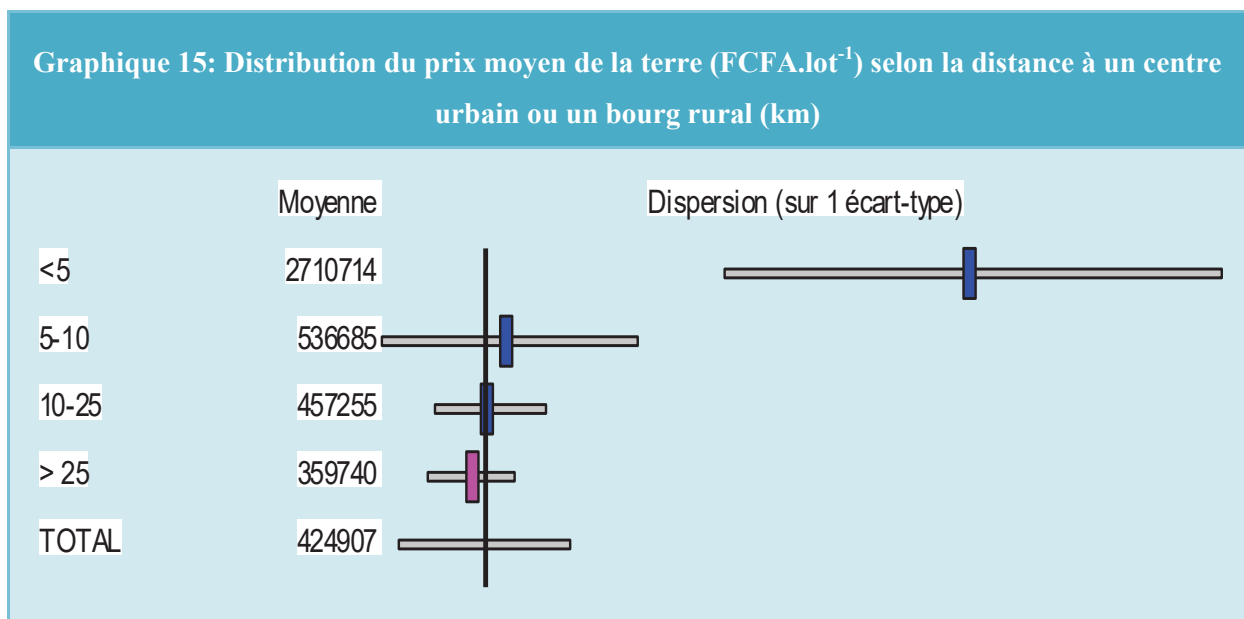 Graphique 15: Distribution du prix moyen de la terre (FCFA.lot⁻¹) selon la distance à un centre
urbain ou un bourg rural (km)
Moyenne Dispersion (sur 1 écart-type)
<5 2710714
5-10 536685
10-25 457255
> 25 359740
TOTAL 424907